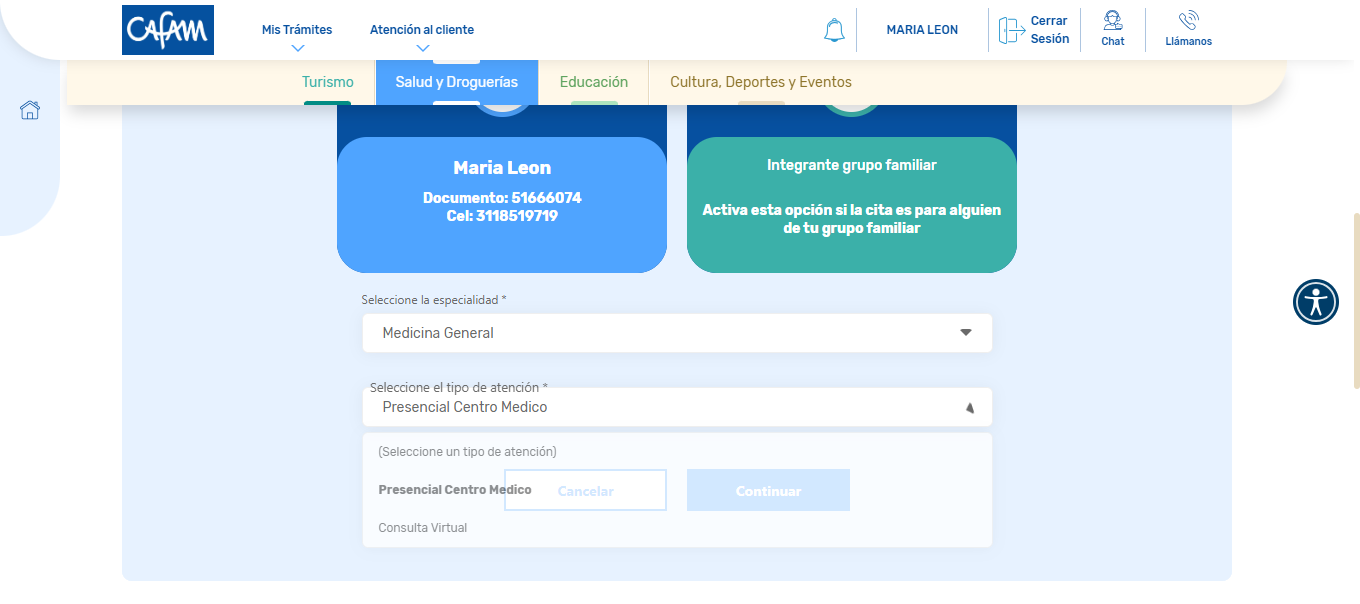 CAFAM
Mis Trámites
Atención al cliente
MARIA LEON
Cerrar
Sesión
Chat
Llámanos
Turismo
Salud y Droguerías
Educación
Cultura, Deportes y Eventos
Maria Leon
Documento: 51666074
Cel: 3118519719
Integrante grupo familiar
Activa esta opción si la cita es para alguien
de tu grupo familiar
Seleccione la especialidad *
Medicina General
Seleccione el tipo de atención *
Presencial Centro Medico
(Seleccione un tipo de atención)
Presencial Centro Medico
Cancelar
Continuar
Consulta Virtual